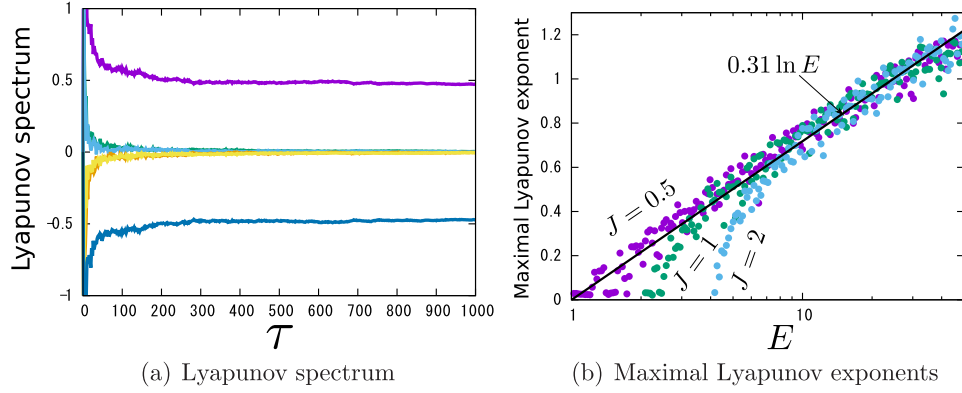 Lyapunov spectrum
1
0.5
0
−0.5
−1
0 100 200 300 400 500 600 700 800 900 1000
τ
(a) Lyapunov spectrum
Maximal Lyapunov exponent
1.2
1
0.8
0.6
0.4
0.2
0
0.31 ln E
J = 0.5
J = 1
J = 2
1 10
E
(b) Maximal Lyapunov exponents